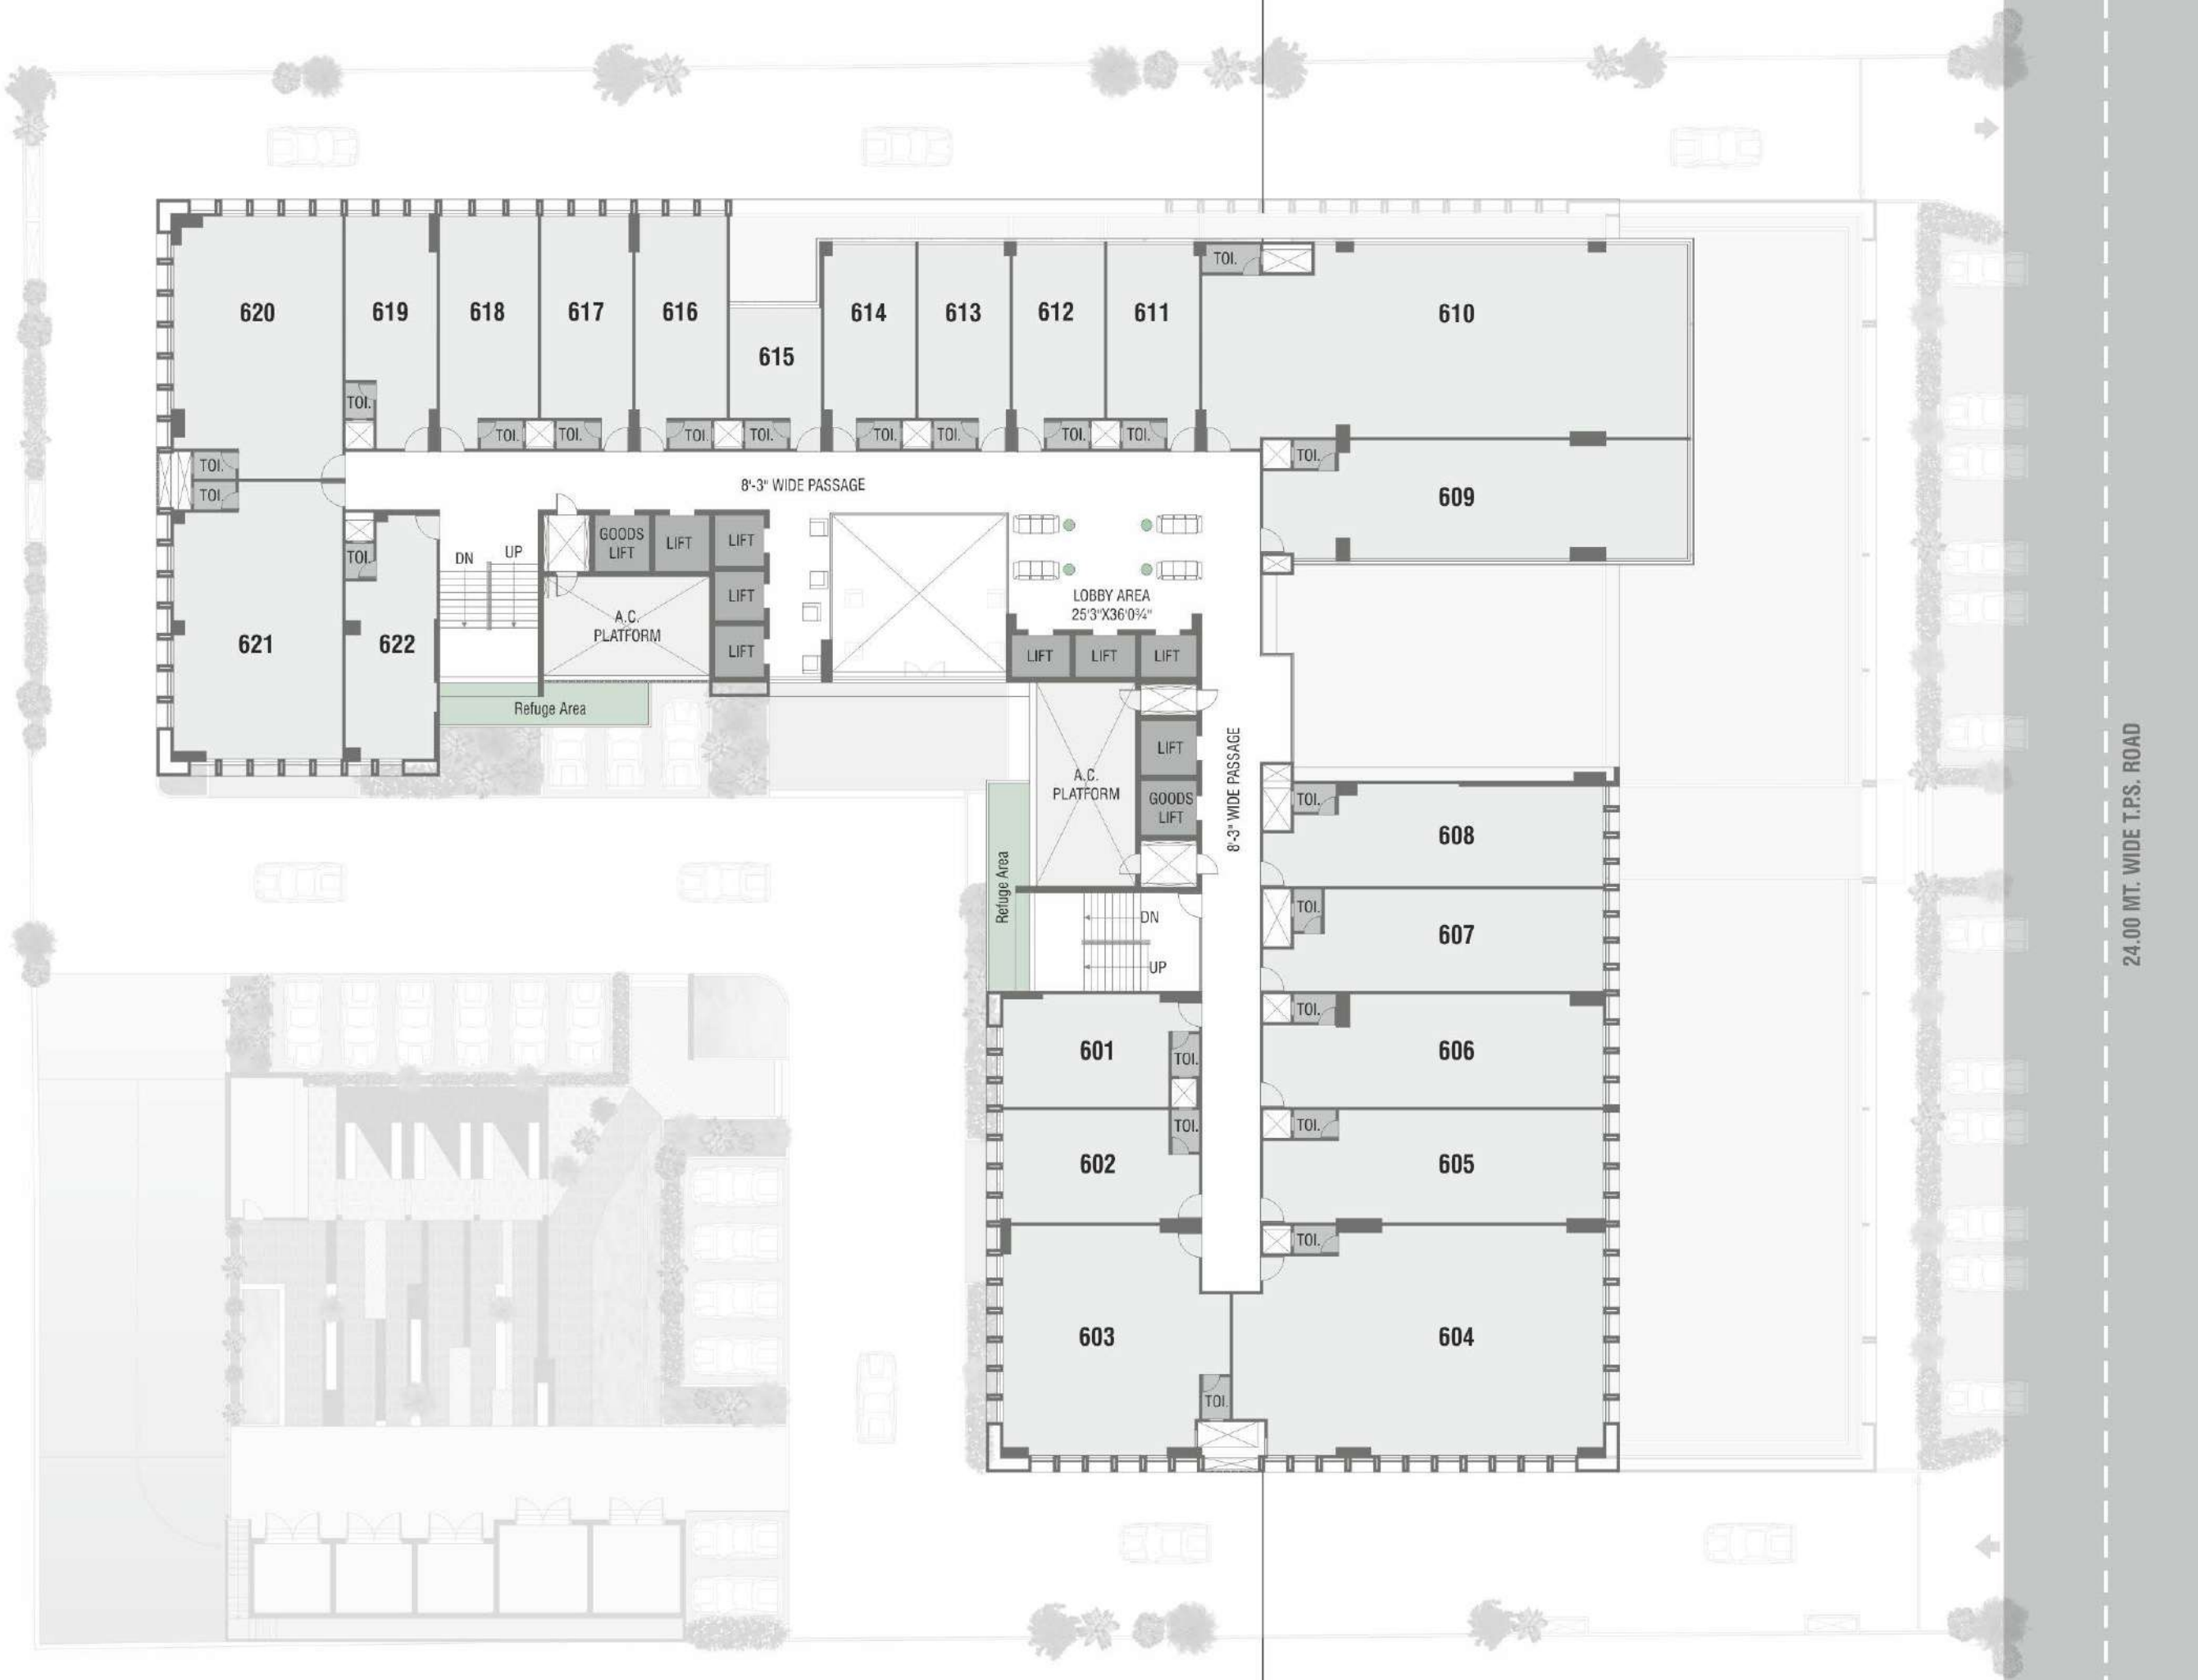 TOI.
620
619
618
617
616
614
613
612
611
610
615
TOI.
TOI.
TOI.
TOI.
TOI.
TOI.
TOI.
TOI.
TOI.
TOI.
TOI.
TOI.
8'-3" WIDE PASSAGE
609
DN
UP
GOODS
LIFT
LIFT
LIFT
TOI.
LIFT
LOBBY AREA
25'3"X36'0¾"
A.C.
PLATFORM
621
622
LIFT
LIFT
LIFT
LIFT
Refuge Area
LIFT
8'-3" WIDE PASSAGE
A.C.
PLATFORM
GOODS
LIFT
TOI.
608
24.00 MT. WIDE T.P.S. ROAD
Refuge Area
TOI.
DN
607
UP
TOI.
601
TOI.
606
TOI.
TOI.
602
605
TOI.
603
604
TOI.